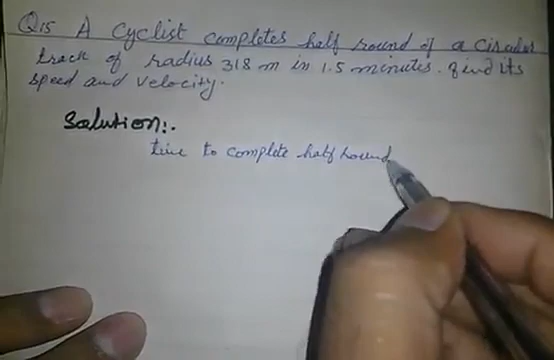 Q15 A Cyclist completes half round of a Circular
track of radius 318 m in 1.5 minutes. find its
speed and velocity.
Solution:.
time to complete half round